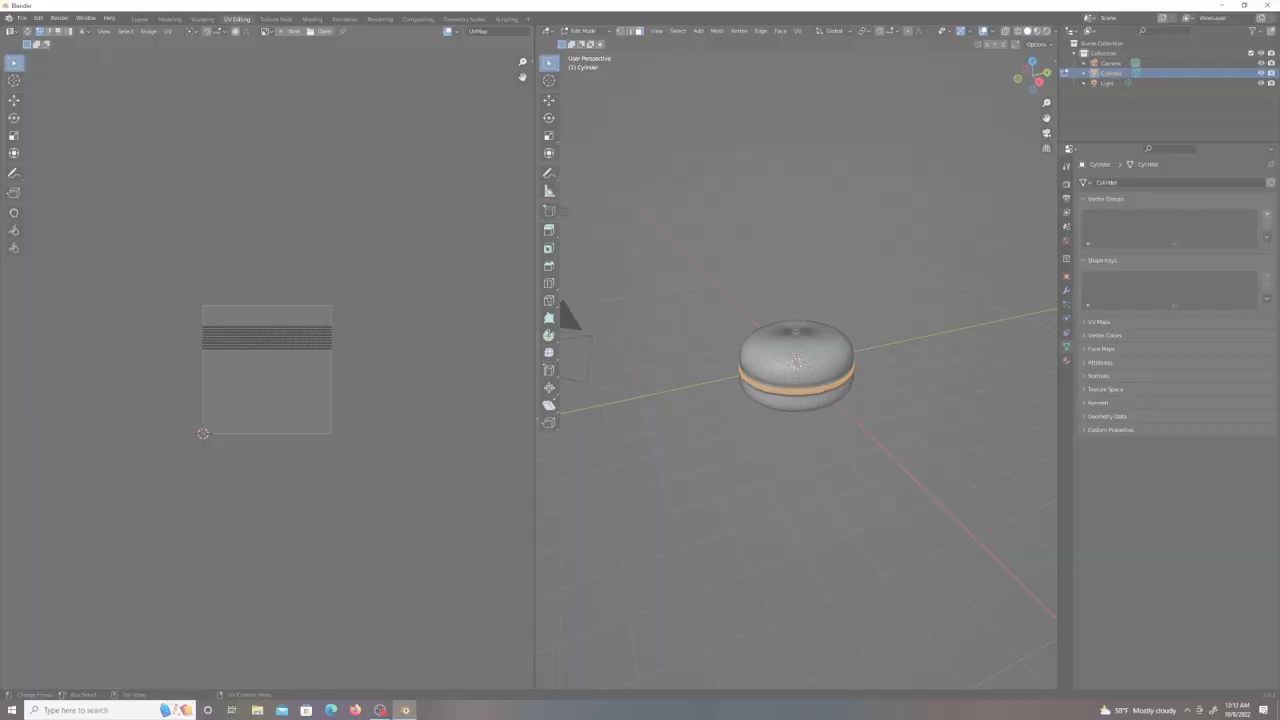 Blender
File Edit Render Window Help
Layout Modeling Sculpting UV Editing Texture Paint Shading Animation Rendering Compositing Geometry Nodes Scripting +
Scene
ViewLayer
View Select Image UV
New Open
UVMap
Edit Mode
View Select Add Mesh Vertex Edge Face UV
Global
Options
User Perspective
(1) Cylinder
Scene Collection
Collection
Camera
Cylinder
Light
Cylinder > Cylinder
Cylinder
Vertex Groups
Shape Keys
UV Maps
Vertex Colors
Face Maps
Attributes
Normals
Texture Space
Remesh
Geometry Data
Custom Properties
Box Select
Pan View
UV Context Menu
Type here to search
58°F Mostly cloudy
12:12 AM
10/6/2022